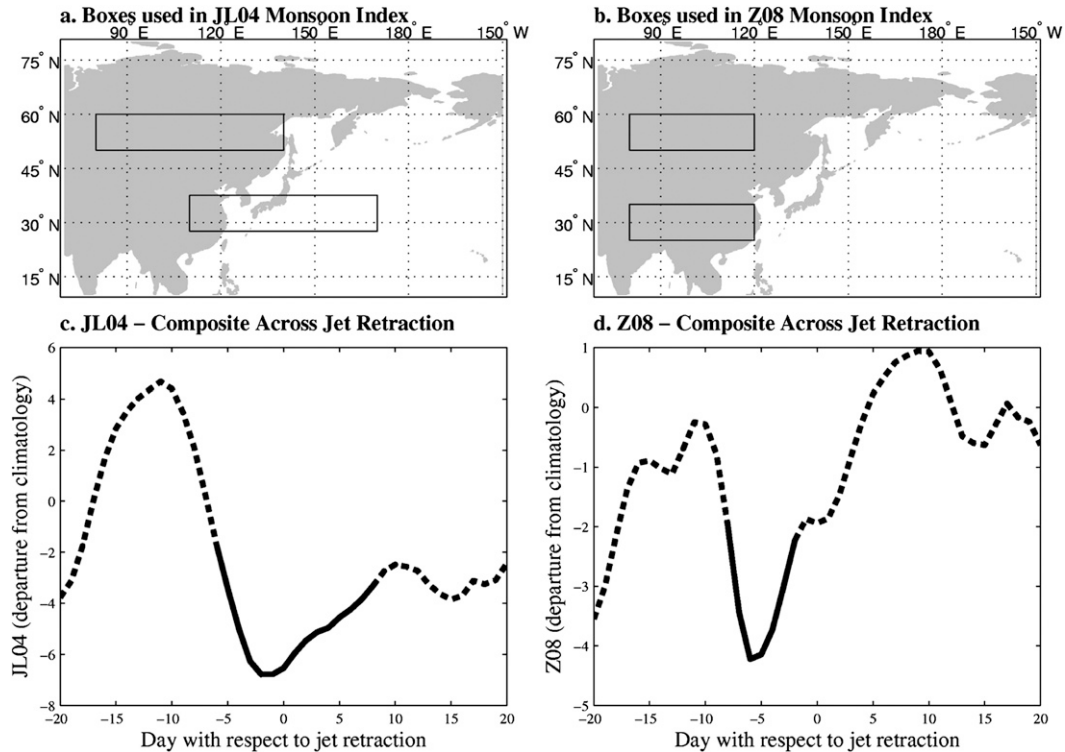 a. Boxes used in JL04 Monsoon Index
90° E 120° E 150° E 180° E 150° W
75° N
60° N
45° N
30° N
15° N
b. Boxes used in Z08 Monsoon Index
90° E 120° E 150° E 180° E 150° W
75° N
60° N
45° N
30° N
15° N
c. JL04 – Composite Across Jet Retraction
JL04 (departure from climatology)
6
4
2
0
−2
−4
−6
−8
−20 −15 −10 −5 0 5 10 15 20
Day with respect to jet retraction
d. Z08 – Composite Across Jet Retraction
Z08 (departure from climatology)
1
0
−1
−2
−3
−4
−5
−20 −15 −10 −5 0 5 10 15 20
Day with respect to jet retraction